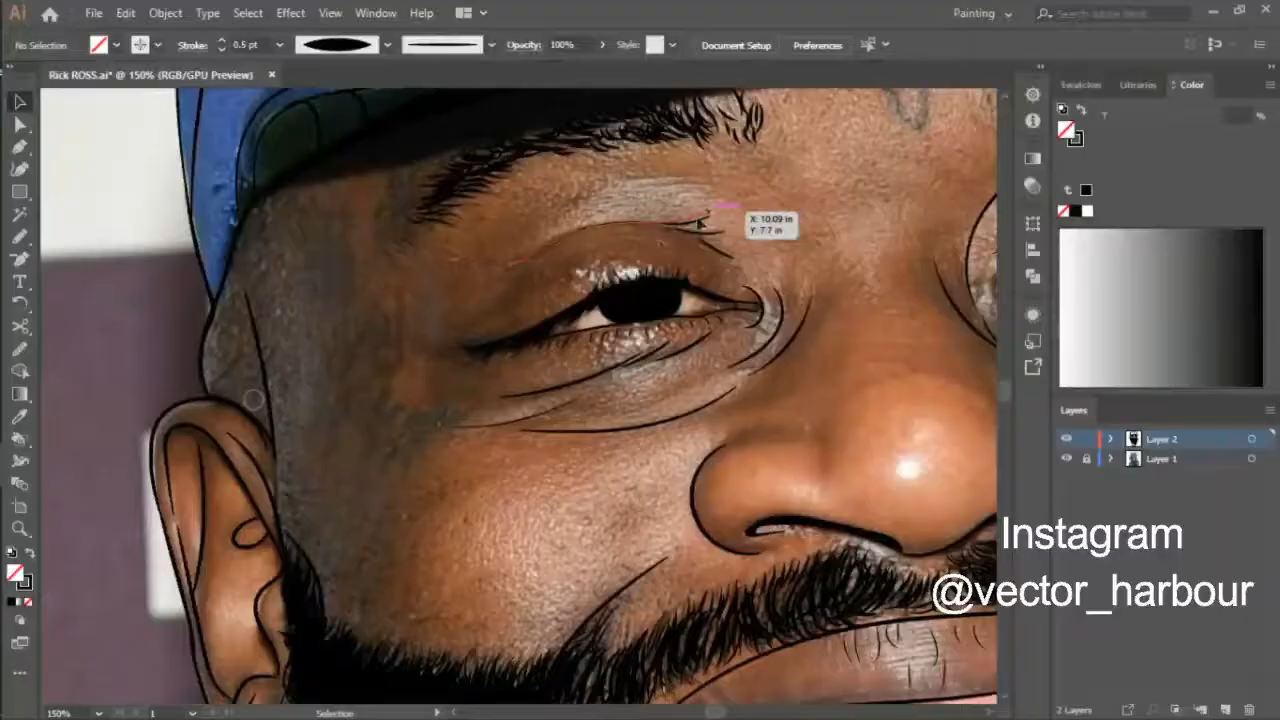 Ai File Edit Object Type Select Effect View Window Help Painting Search Adobe Stock
No Selection Stroke: 0.5 pt Opacity: 100% Style: Document Setup Preferences
Rick ROSS.ai* @ 150% (RGB/GPU Preview) ×
Swatches Libraries Color
X: 10.09 in
Y: 7.7 in
Layers
Layer 2
Layer 1
Instagram
@vector_harbour
150% 1 Selection 2 Layers